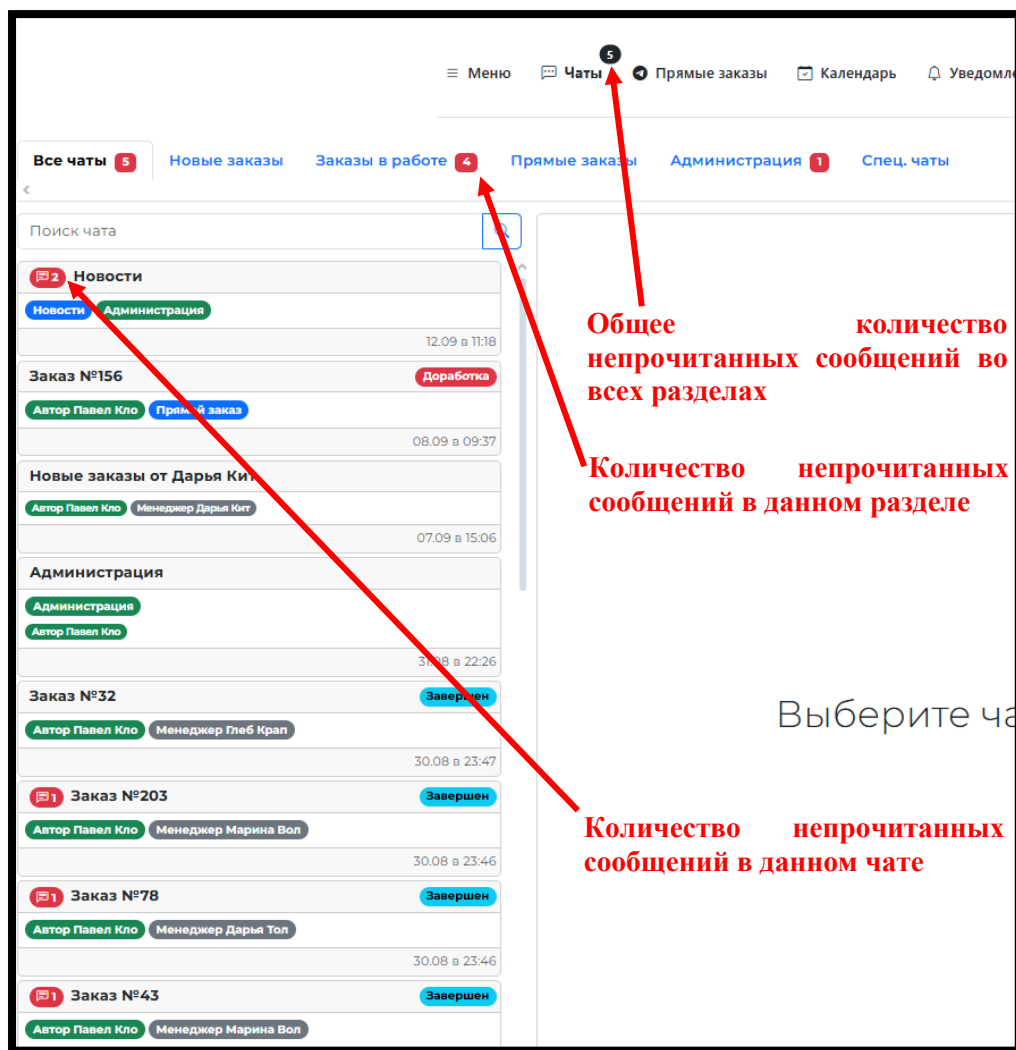 5
Меню Чаты Прямые заказы Календарь Уведомле
Все чаты 5 Новые заказы Заказы в работе 4 Прямые заказы Администрация 1 Спец. чаты
Поиск чата
2 Новости
Новости Администрация
12.09 в 11:18
Заказ №156 Доработка
Автор Павел Кло Прямой заказ
08.09 в 09:37
Новые заказы от Дарья Кит
Автор Павел Кло Менеджер Дарья Кит
07.09 в 15:06
Администрация
Администрация
Автор Павел Кло
31.08 в 22:26
Заказ №32 Завершен
Автор Павел Кло Менеджер Глеб Крап
30.08 в 23:47
1 Заказ №203 Завершен
Автор Павел Кло Менеджер Марина Вол
30.08 в 23:46
1 Заказ №78 Завершен
Автор Павел Кло Менеджер Дарья Тол
30.08 в 23:46
1 Заказ №43 Завершен
Автор Павел Кло Менеджер Марина Вол
Общее количество
непрочитанных сообщений во
всех разделах
Количество непрочитанных
сообщений в данном разделе
Выберите ча
Количество непрочитанных
сообщений в данном чате